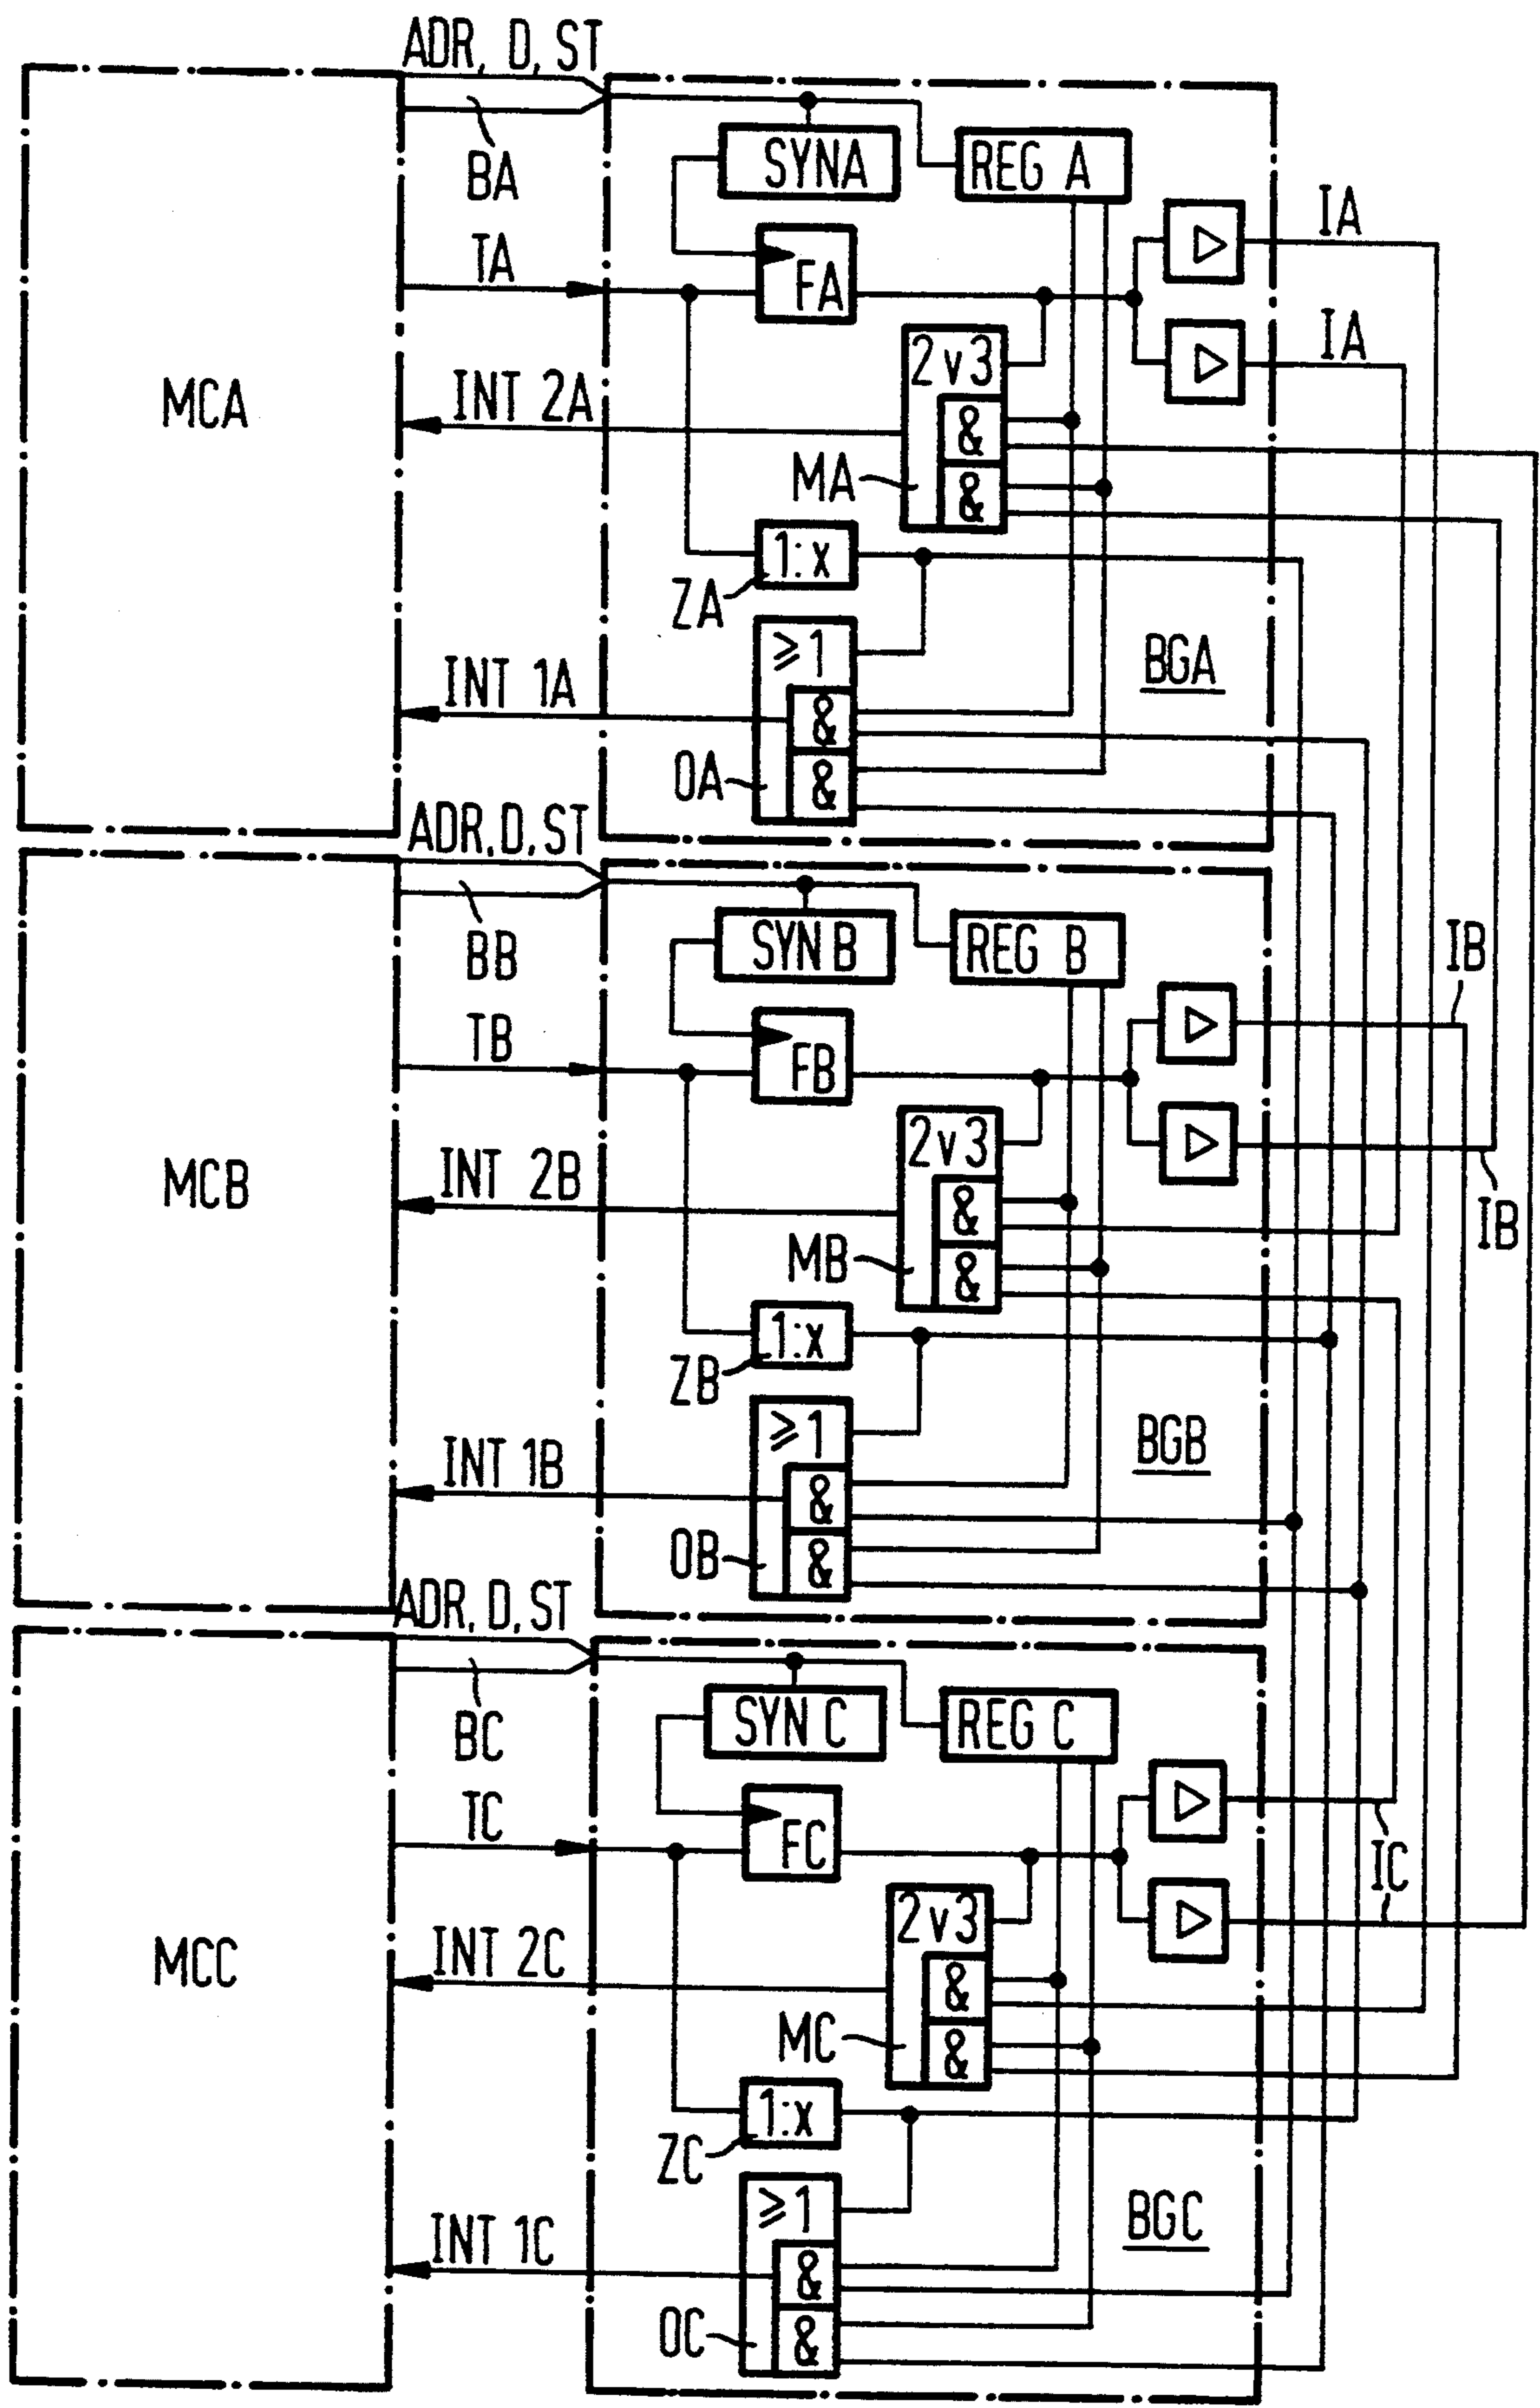 ADR, D, ST
BA
SYNA
REG A
IA
TA
FA
IA
MCA
INT 2A
2v3
&
MA
&
1:x
ZA
≥1
BGA
INT 1A
&
OA
&
ADR, D, ST
BB
SYN B
REG B
IB
TB
FB
MCB
INT 2B
2v3
IB
&
MB
&
1:x
ZB
≥1
BGB
INT 1B
&
OB
&
ADR, D, ST
BC
SYN C
REG C
TC
FC
IC
MCC
INT 2C
2v3
&
MC
&
1:x
ZC
≥1
BGC
INT 1C
&
OC
&